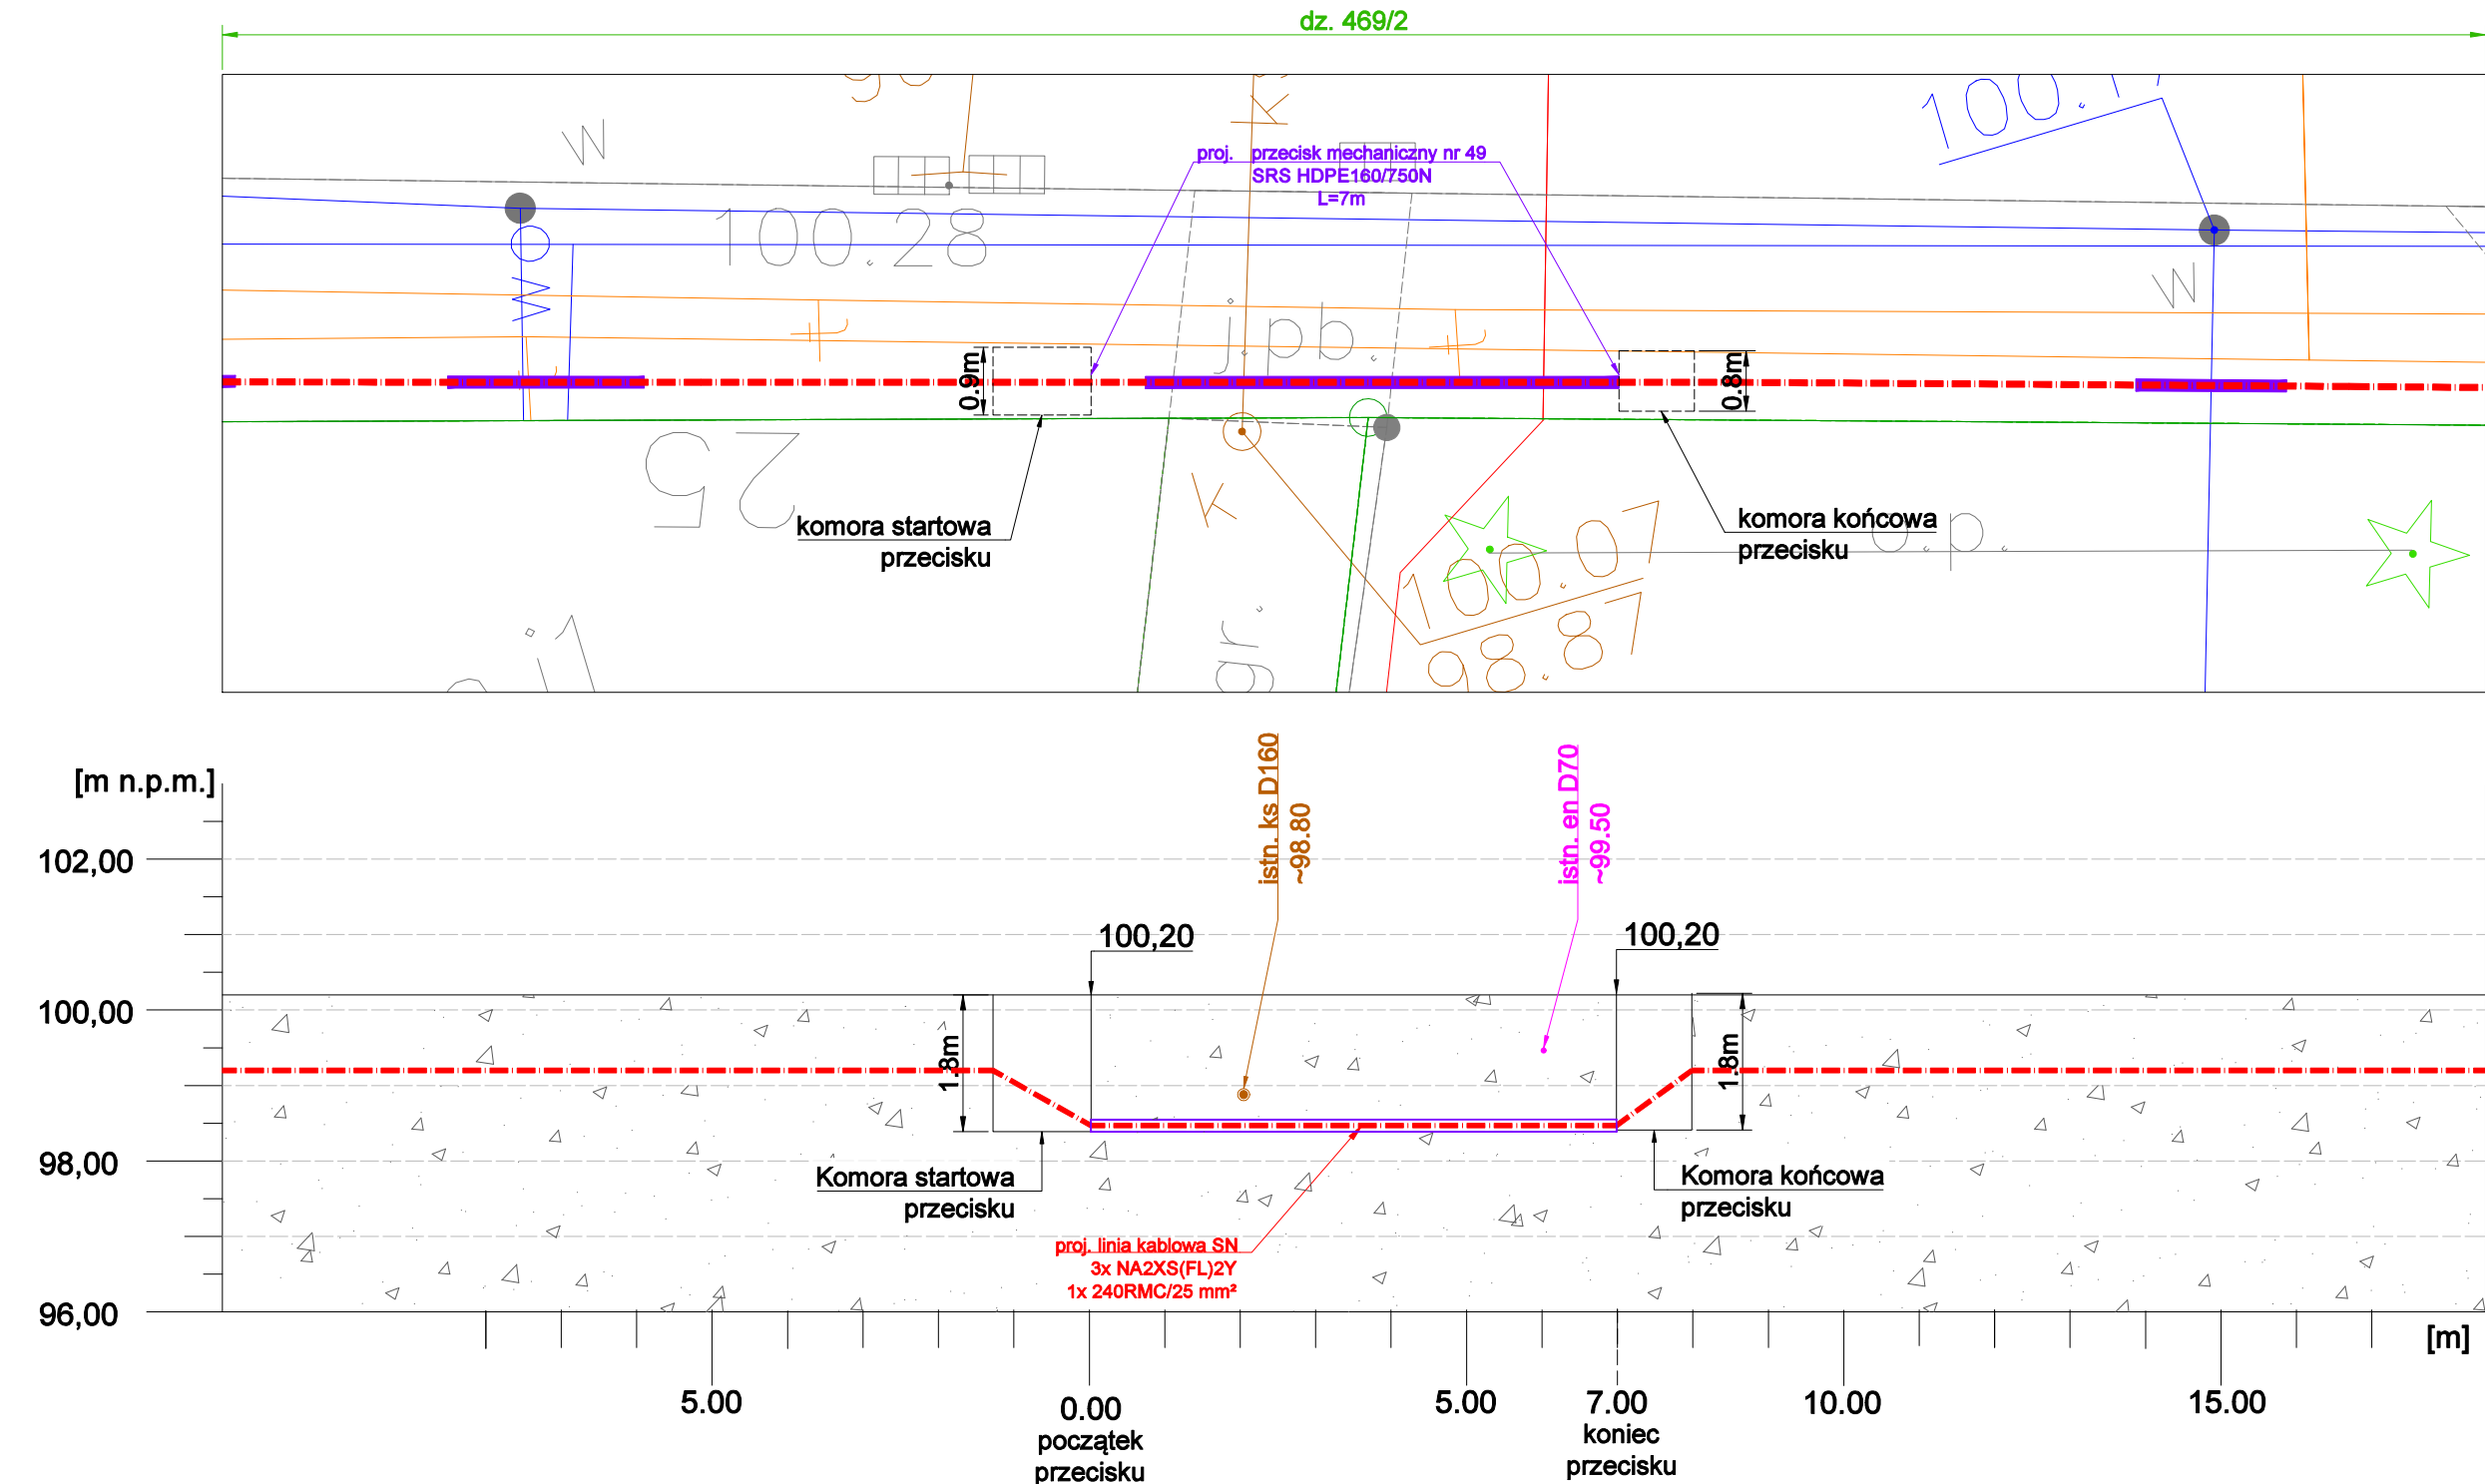 dz. 469/2
w
100.28
proj. przecisk mechaniczny nr 49
SRS HDPE160/750N
L=7m
w
w
t
j.pb.
t
0.9m
0.8m
25
komora startowa
przecisku
k
100.07
98.87
komora końcowa
przecisku
o.p.
gr.
[m n.p.m.]
102,00
100,00
98,00
96,00
istn. ks D160
~98.80
istn. en D70
~99.50
100,20
100,20
1.8m
1.8m
Komora startowa
przecisku
Komora końcowa
przecisku
proj. linia kablowa SN
3x NA2XS(FL)2Y
1x 240RMC/25 mm²
[m]
5.00
0.00
początek
przecisku
5.00
7.00
koniec
przecisku
10.00
15.00